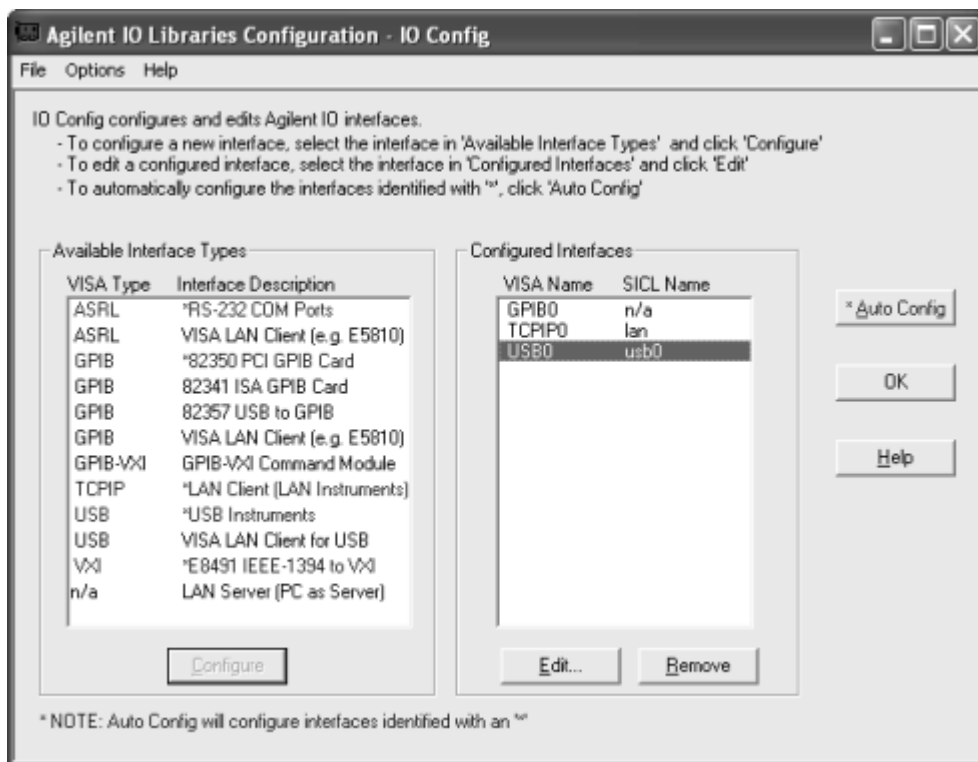 Agilent IO Libraries Configuration - IO Config
File Options Help
IO Config configures and edits Agilent IO interfaces.
- To configure a new interface, select the interface in 'Available Interface Types' and click 'Configure'
- To edit a configured interface, select the interface in 'Configured Interfaces' and click 'Edit'
- To automatically configure the interfaces identified with '*', click 'Auto Config'
Available Interface Types
VISA Type Interface Description
ASRL *RS-232 COM Ports
ASRL VISA LAN Client (e.g. E5810)
GPIB *82350 PCI GPIB Card
GPIB 82341 ISA GPIB Card
GPIB 82357 USB to GPIB
GPIB VISA LAN Client (e.g. E5810)
GPIB-VXI GPIB-VXI Command Module
TCPIP *LAN Client (LAN Instruments)
USB *USB Instruments
USB VISA LAN Client for USB
VXI *E8491 IEEE-1394 to VXI
n/a LAN Server (PC as Server)
Configure
Configured Interfaces
VISA Name SICL Name
GPIB0 n/a
TCPIP0 lan
USB0 usb0
Edit... Remove
* Auto Config
OK
Help
* NOTE: Auto Config will configure interfaces identified with an '*'